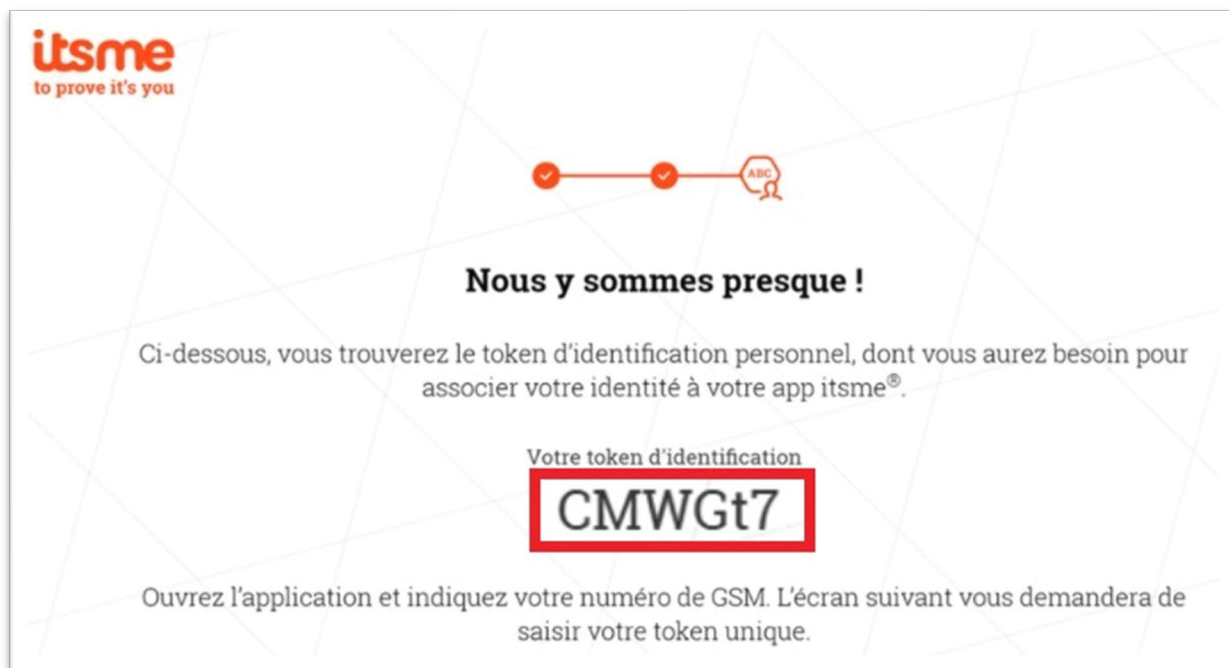 itsme
to prove it's you
ABC
Nous y sommes presque !
Ci-dessous, vous trouverez le token d'identification personnel, dont vous aurez besoin pour
associer votre identité à votre app itsme®.
Votre token d'identification
CMWGt7
Ouvrez l'application et indiquez votre numéro de GSM. L'écran suivant vous demandera de
saisir votre token unique.